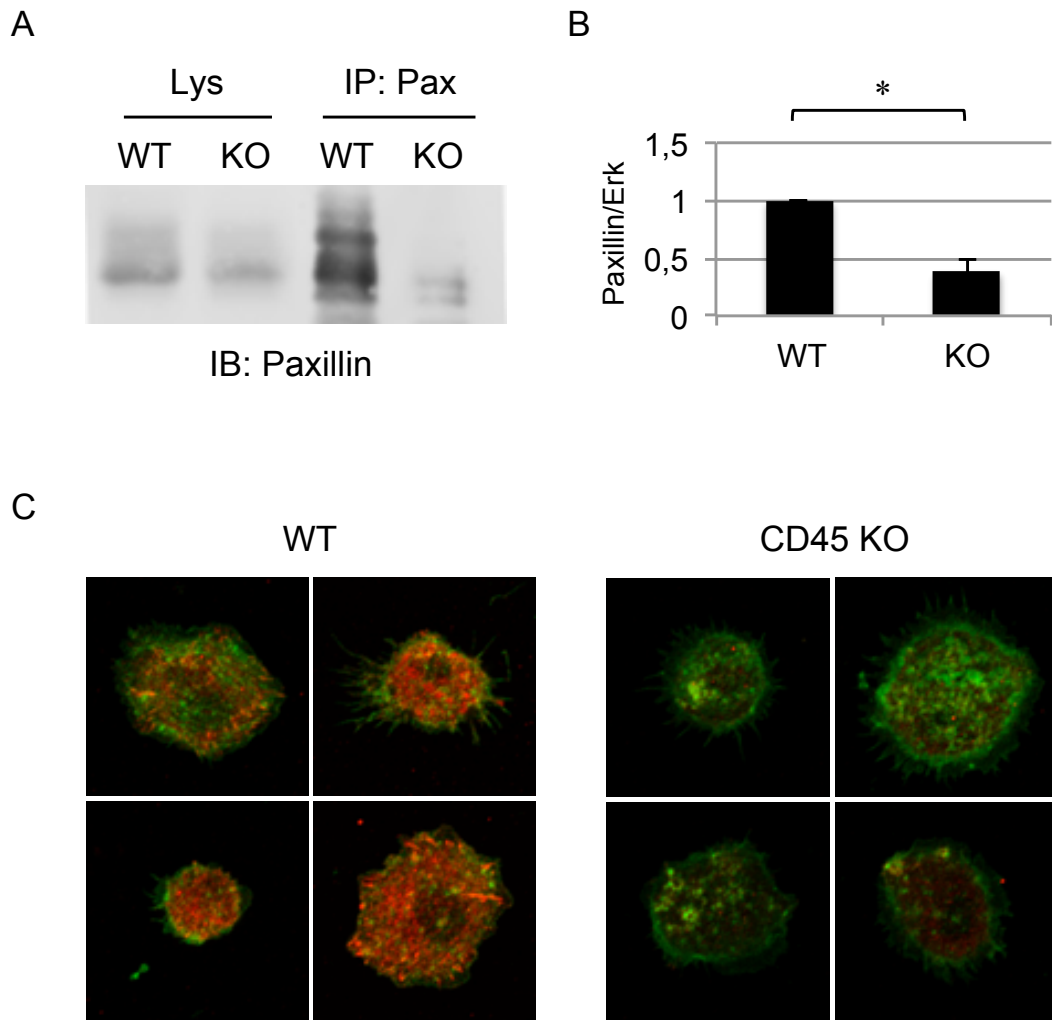 A
Lys IP: Pax
WT KO WT KO
IB: Paxillin
B
*
Paxillin/Erk
1,5
1
0,5
0
WT KO
C
WT CD45 KO